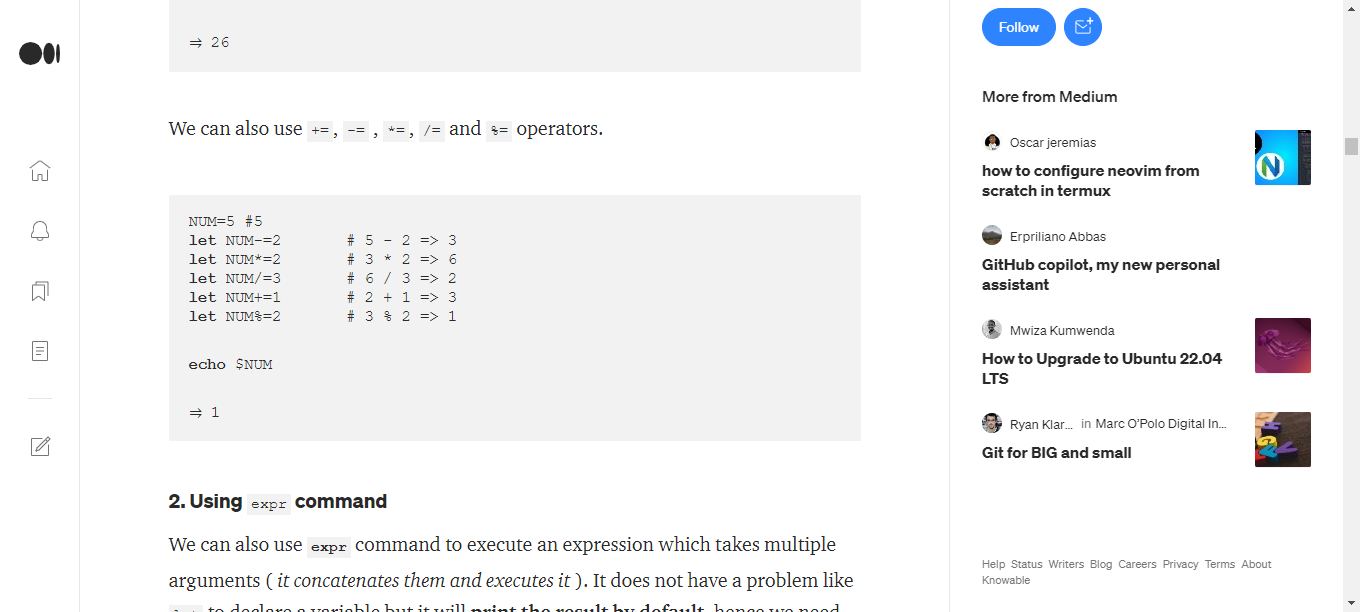 ⇒ 26
We can also use +=, -= , *=, /= and %= operators.
NUM=5 #5
let NUM-=2 # 5 - 2 => 3
let NUM*=2 # 3 * 2 => 6
let NUM/=3 # 6 / 3 => 2
let NUM+=1 # 2 + 1 => 3
let NUM%=2 # 3 % 2 => 1
echo $NUM
⇒ 1
2. Using expr command
We can also use expr command to execute an expression which takes multiple
arguments ( it concatenates them and executes it ). It does not have a problem like
to declare a variable but it will print the result by default, hence we need
Follow
More from Medium
Oscar jeremias
how to configure neovim from
scratch in termux
Erpriliano Abbas
GitHub copilot, my new personal
assistant
Mwiza Kumwenda
How to Upgrade to Ubuntu 22.04
LTS
Ryan Klar... in Marc O'Polo Digital In...
Git for BIG and small
Help Status Writers Blog Careers Privacy Terms About
Knowable